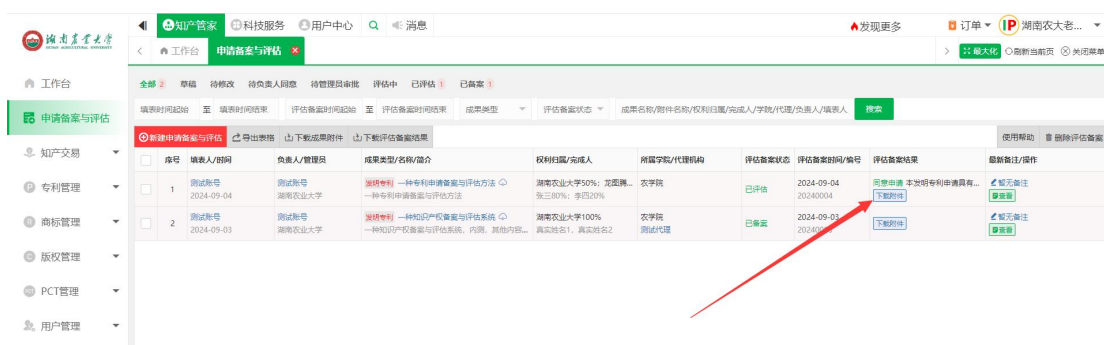 湖南农业大学
HUNAN AGRICULTURAL UNIVERSITY
知产管家 科技服务 用户中心 消息 发现更多 订单 湖南农大老...
工作台 申请备案与评估 最大化 刷新当前页 关闭菜单
工作台
申请备案与评估
知产交易
专利管理
商标管理
版权管理
PCT管理
用户管理
全部 2 草稿 待修改 待负责人同意 待管理员审批 评估中 已评估 1 已备案 1
填表时间起始 至 填表时间结束 评估备案时间起始 至 评估备案时间结束 成果类型 评估备案状态 成果名称/附件名称/权利归属/完成人/学院/代理/负责人/填表人 搜索
新建申请备案与评估 导出表格 下载成果附件 下载评估备案结果 使用帮助 删除评估备案
序号 填表人/时间 负责人/管理员 成果类型/名称/简介 权利归属/完成人 所属学院/代理机构 评估备案状态 评估备案时间/编号 评估备案结果 最新备注/操作
1 测试账号 测试账号 发明专利 一种专利申请备案与评估方法 湖南农业大学50%；龙图腾... 农学院 已评估 2024-09-04 同意申请 本发明专利申请具有... 暂无备注
2024-09-04 湖南农业大学 一种专利申请备案与评估方法 张三80%；李四20% 20240004 下载附件 查看
2 测试账号 测试账号 发明专利 一种知识产权备案与评估系统 湖南农业大学100% 农学院 已备案 2024-09-03 下载附件 暂无备注
2024-09-03 湖南农业大学 一种知识产权备案与评估系统，内测，其他内容... 真实姓名1，真实姓名2 测试代理 查看